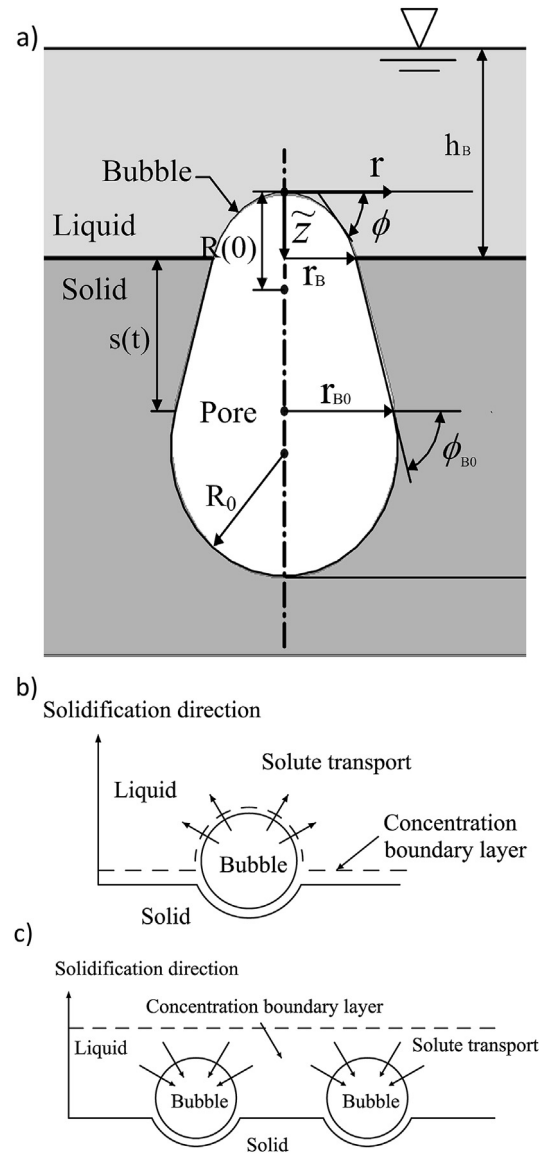 a)
h_B
r
Bubble
z̃
ϕ
Liquid
R(0)
r_B
Solid
s(t)
Pore
r_B0
ϕ_B0
R_0
b)
Solidification direction
Solute transport
Liquid
Concentration
boundary layer
Bubble
Solid
c)
Solidification direction
Concentration boundary layer
Liquid
Solute transport
Bubble
Bubble
Solid